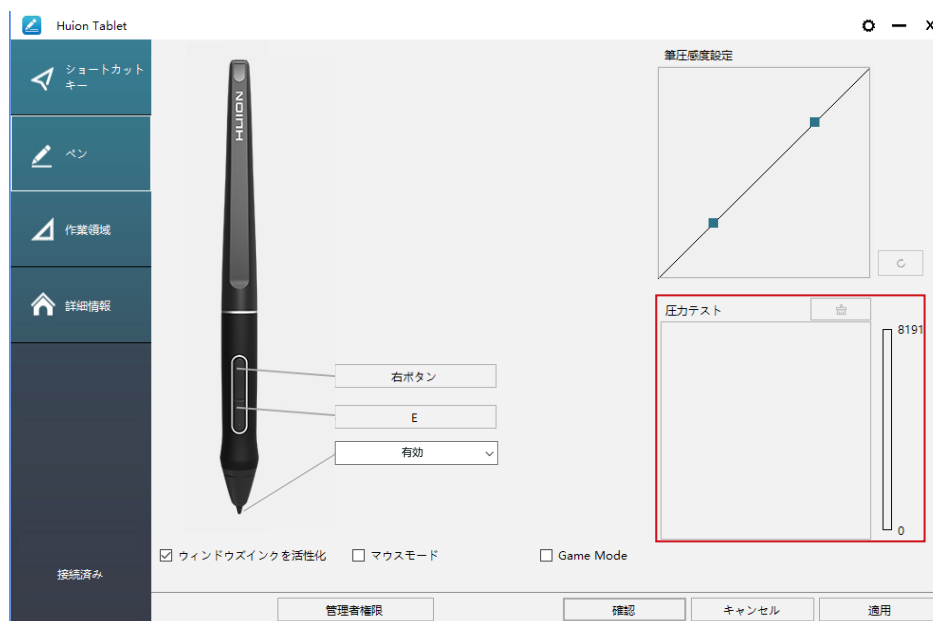 Huion Tablet
ショートカット
キー
ペン
作業領域
詳細情報
接続済み
HUION
右ボタン
E
有効
筆圧感度設定
圧力テスト
8191
0
ウィンドウズインクを活性化
マウスモード
Game Mode
管理者権限
確認
キャンセル
適用